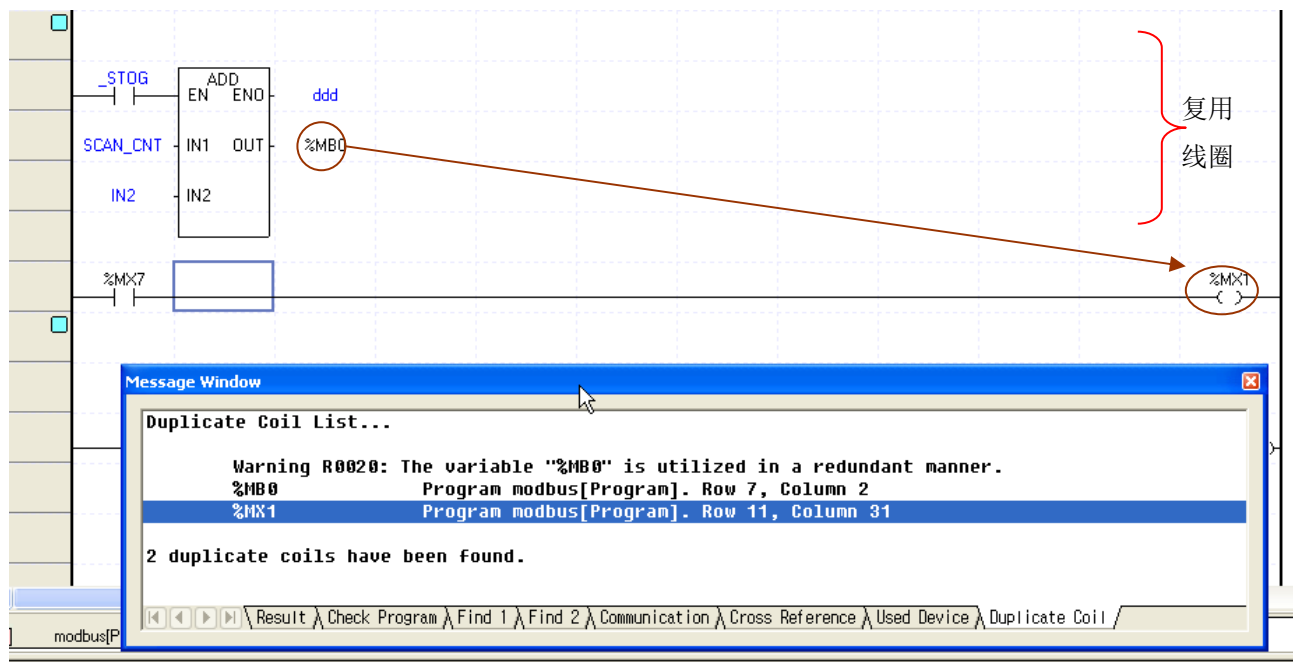 _STOG
ADD
EN ENO
ddd
复用
线圈
SCAN_CNT
IN1 OUT
%MB0
IN2
IN2
%MX7
%MX1
Message Window
Duplicate Coil List...
Warning R0020: The variable "%MB0" is utilized in a redundant manner.
%MB0 Program modbus[Program]. Row 7, Column 2
%MX1 Program modbus[Program]. Row 11, Column 31
2 duplicate coils have been found.
Result Check Program Find 1 Find 2 Communication Cross Reference Used Device Duplicate Coil
] modbus[P